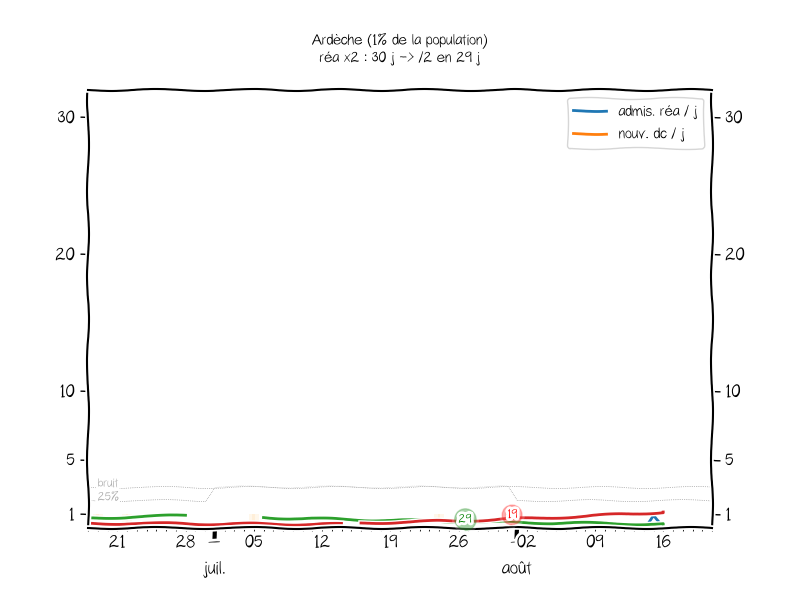 Ardèche (1% de la population)
réa x2 : 30 j -> /2 en 29 j
admis. réa / j
nouv. dc / j
30 30
20 20
10 10
5 5
bruit
25%
1 29 19 1
21 28 05 12 19 26 02 09 16
juil. août